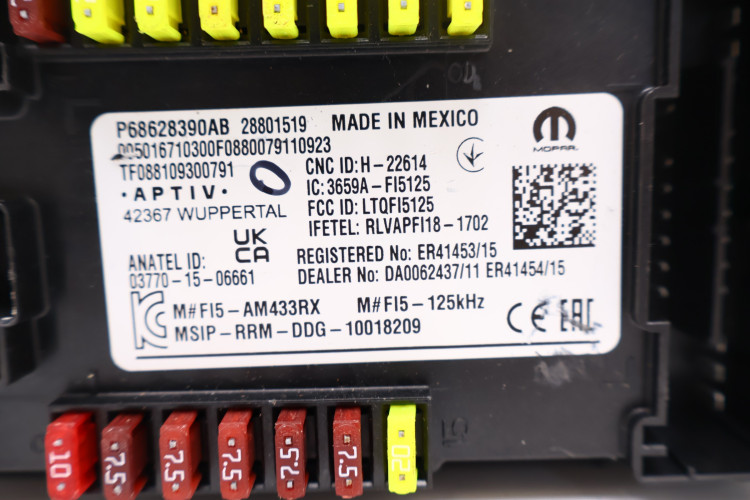 04
P68628390AB 28801519 MADE IN MEXICO
005016710300F0880079110923
TF088109300791
MOPAR
CNC ID: H-22614
IC: 3659A-FI5125
FCC ID: LTQFI5125
IFETEL: RLVAPFI18-1702
• APTIV •
42367 WUPPERTAL
UK
CA
REGISTERED No: ER41453/15
DEALER No: DA0062437/11 ER41454/15
ANATEL ID:
03770-15-06661
M#FI5-AM433RX M#FI5-125kHz
MSIP-RRM-DDG-10018209
CE EAC
10 7.5 7.5 7.5 7.5 7.5 20